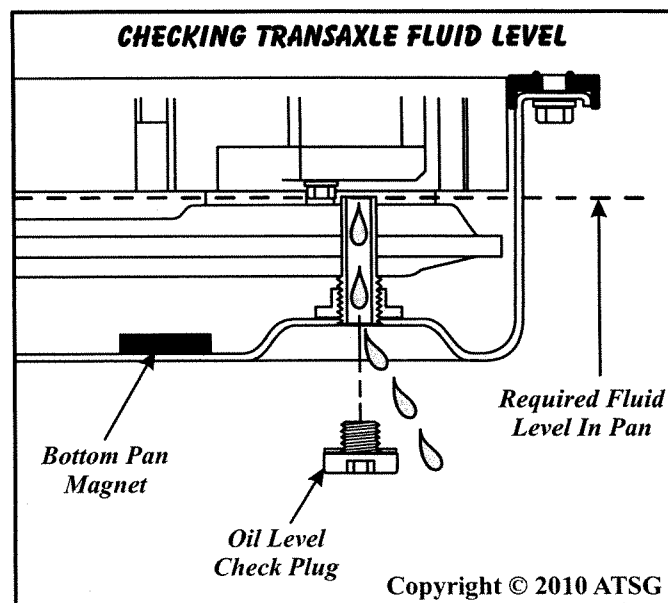 CHECKING TRANSAXLE FLUID LEVEL
Required Fluid
Level In Pan
Bottom Pan
Magnet
Oil Level
Check Plug
Copyright © 2010 ATSG